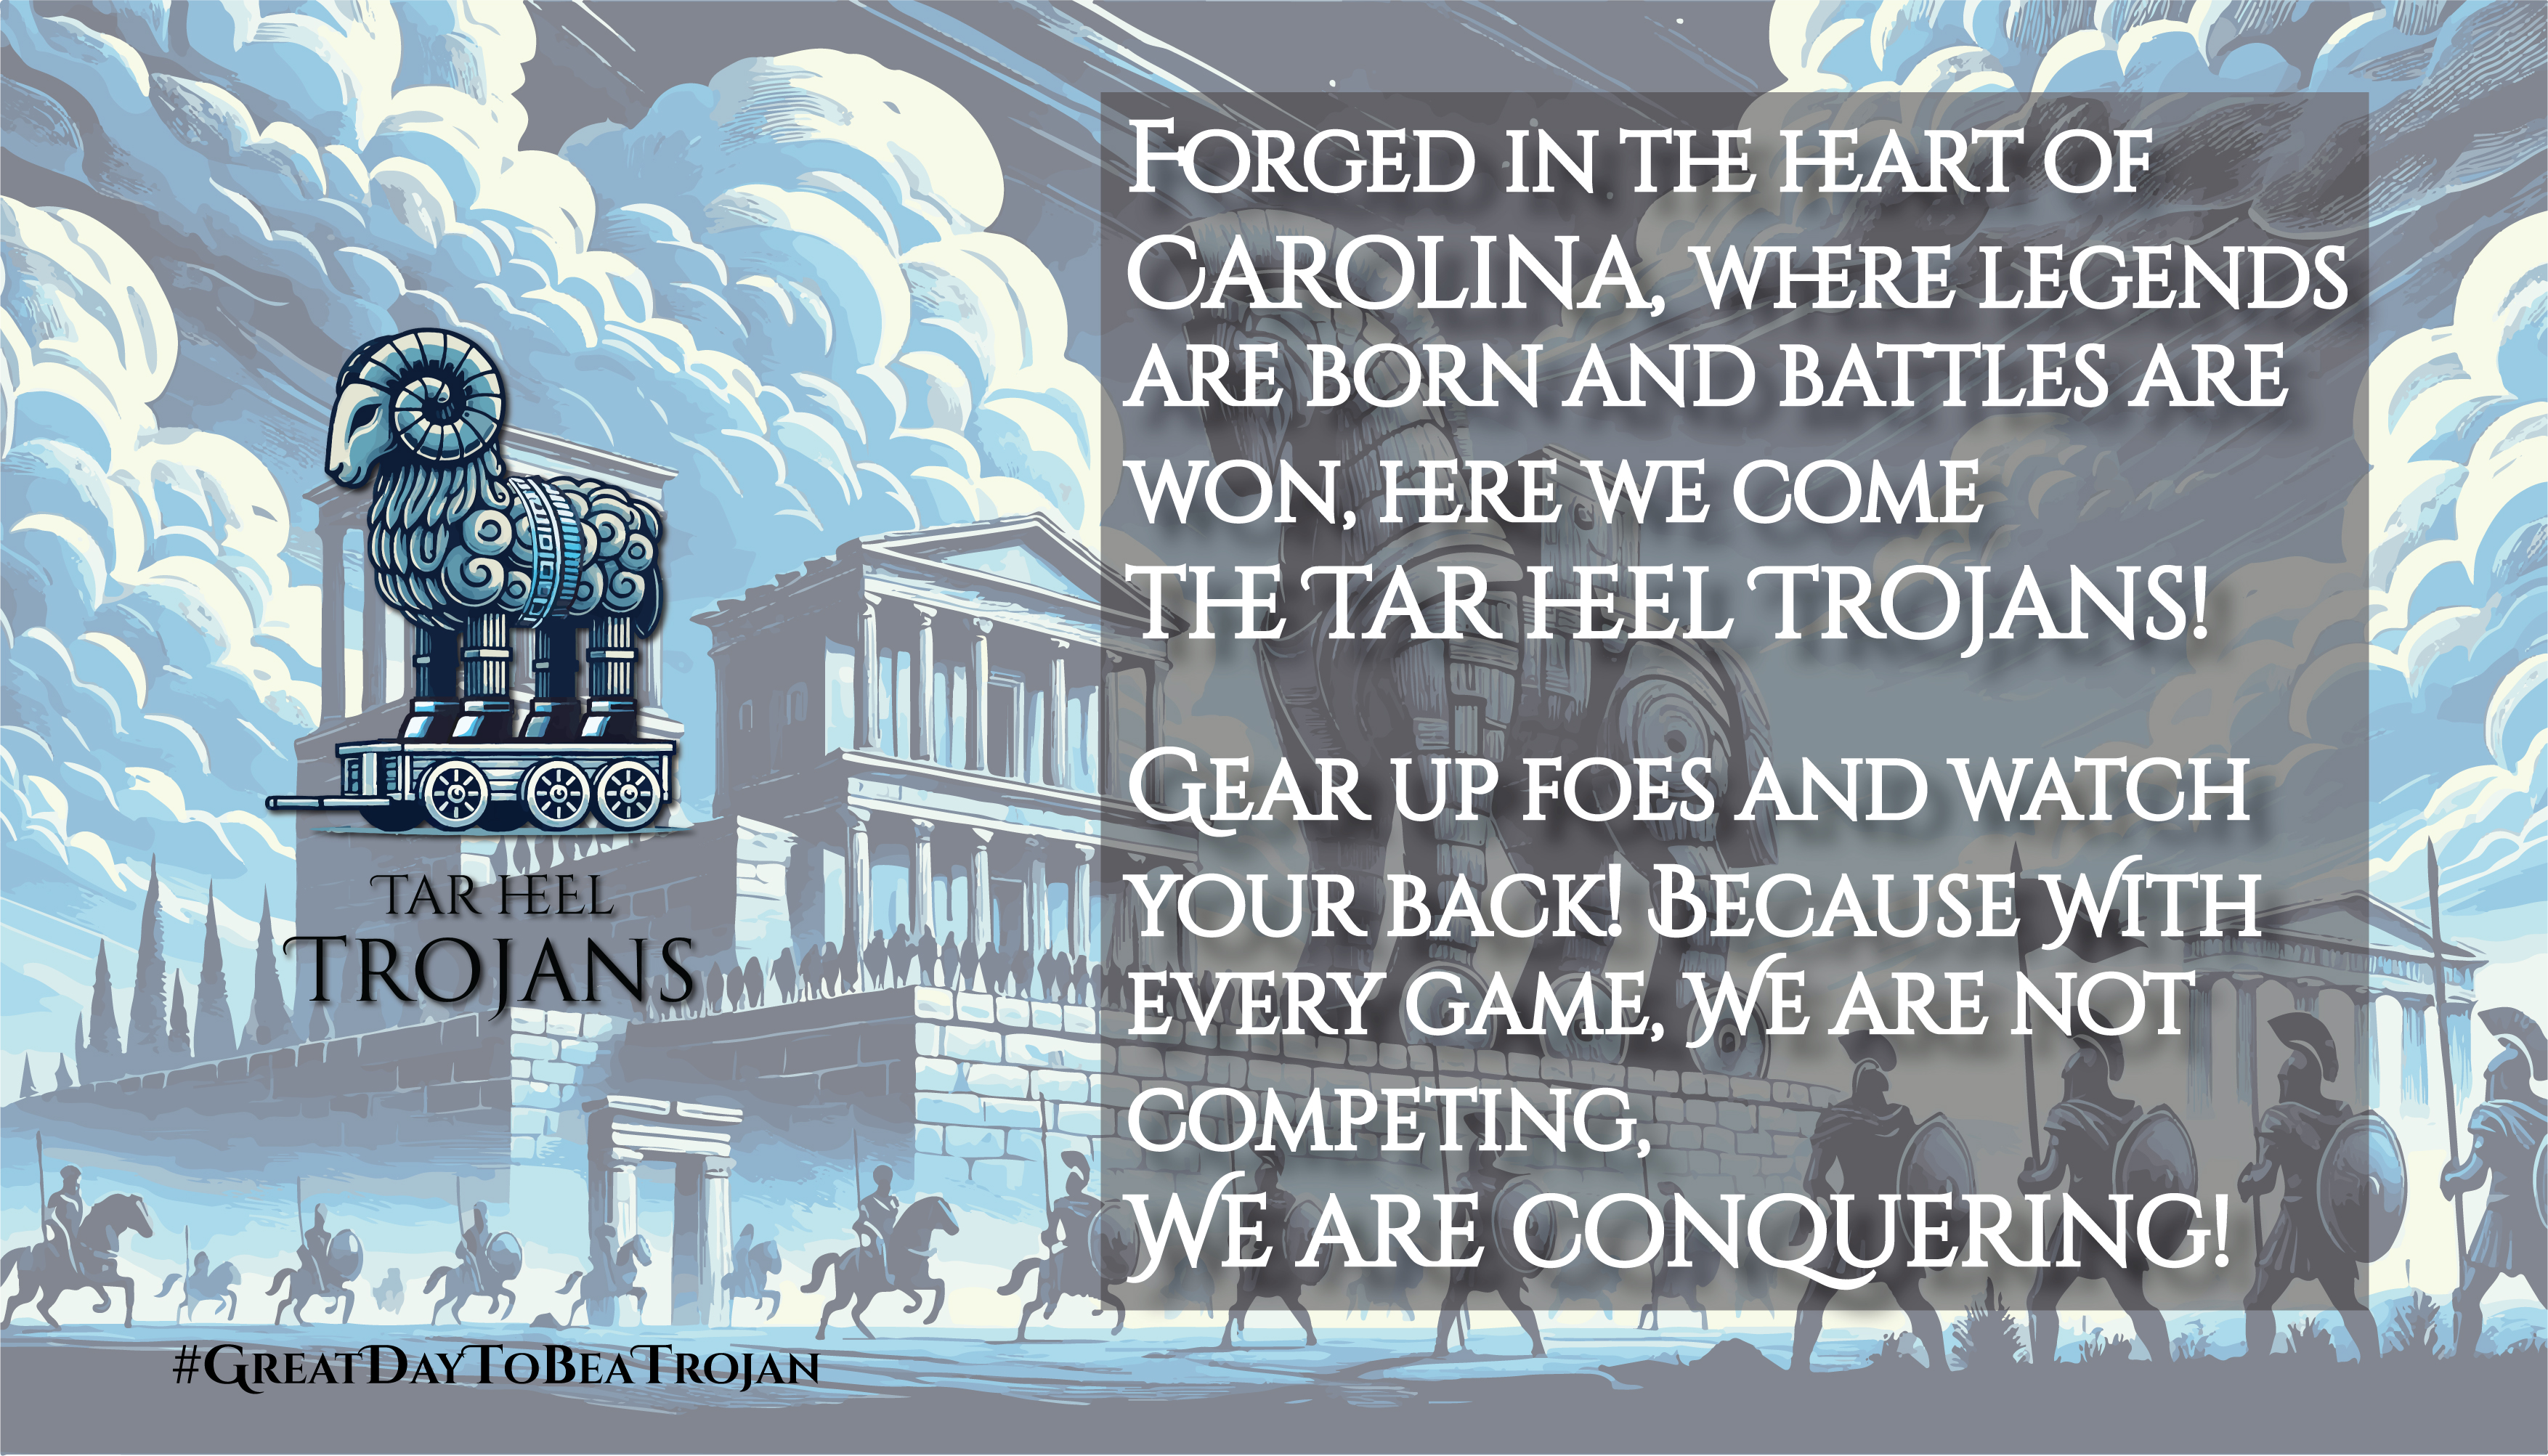 Forged in the heart of
Carolina, where legends
are born and battles are
won, here we come
the Tar Heel Trojans!
Gear up foes and watch
your back! Because With
every game, We are not
competing,
We are conquering!
Tar Heel
Trojans
#GreatDayToBeaTrojan